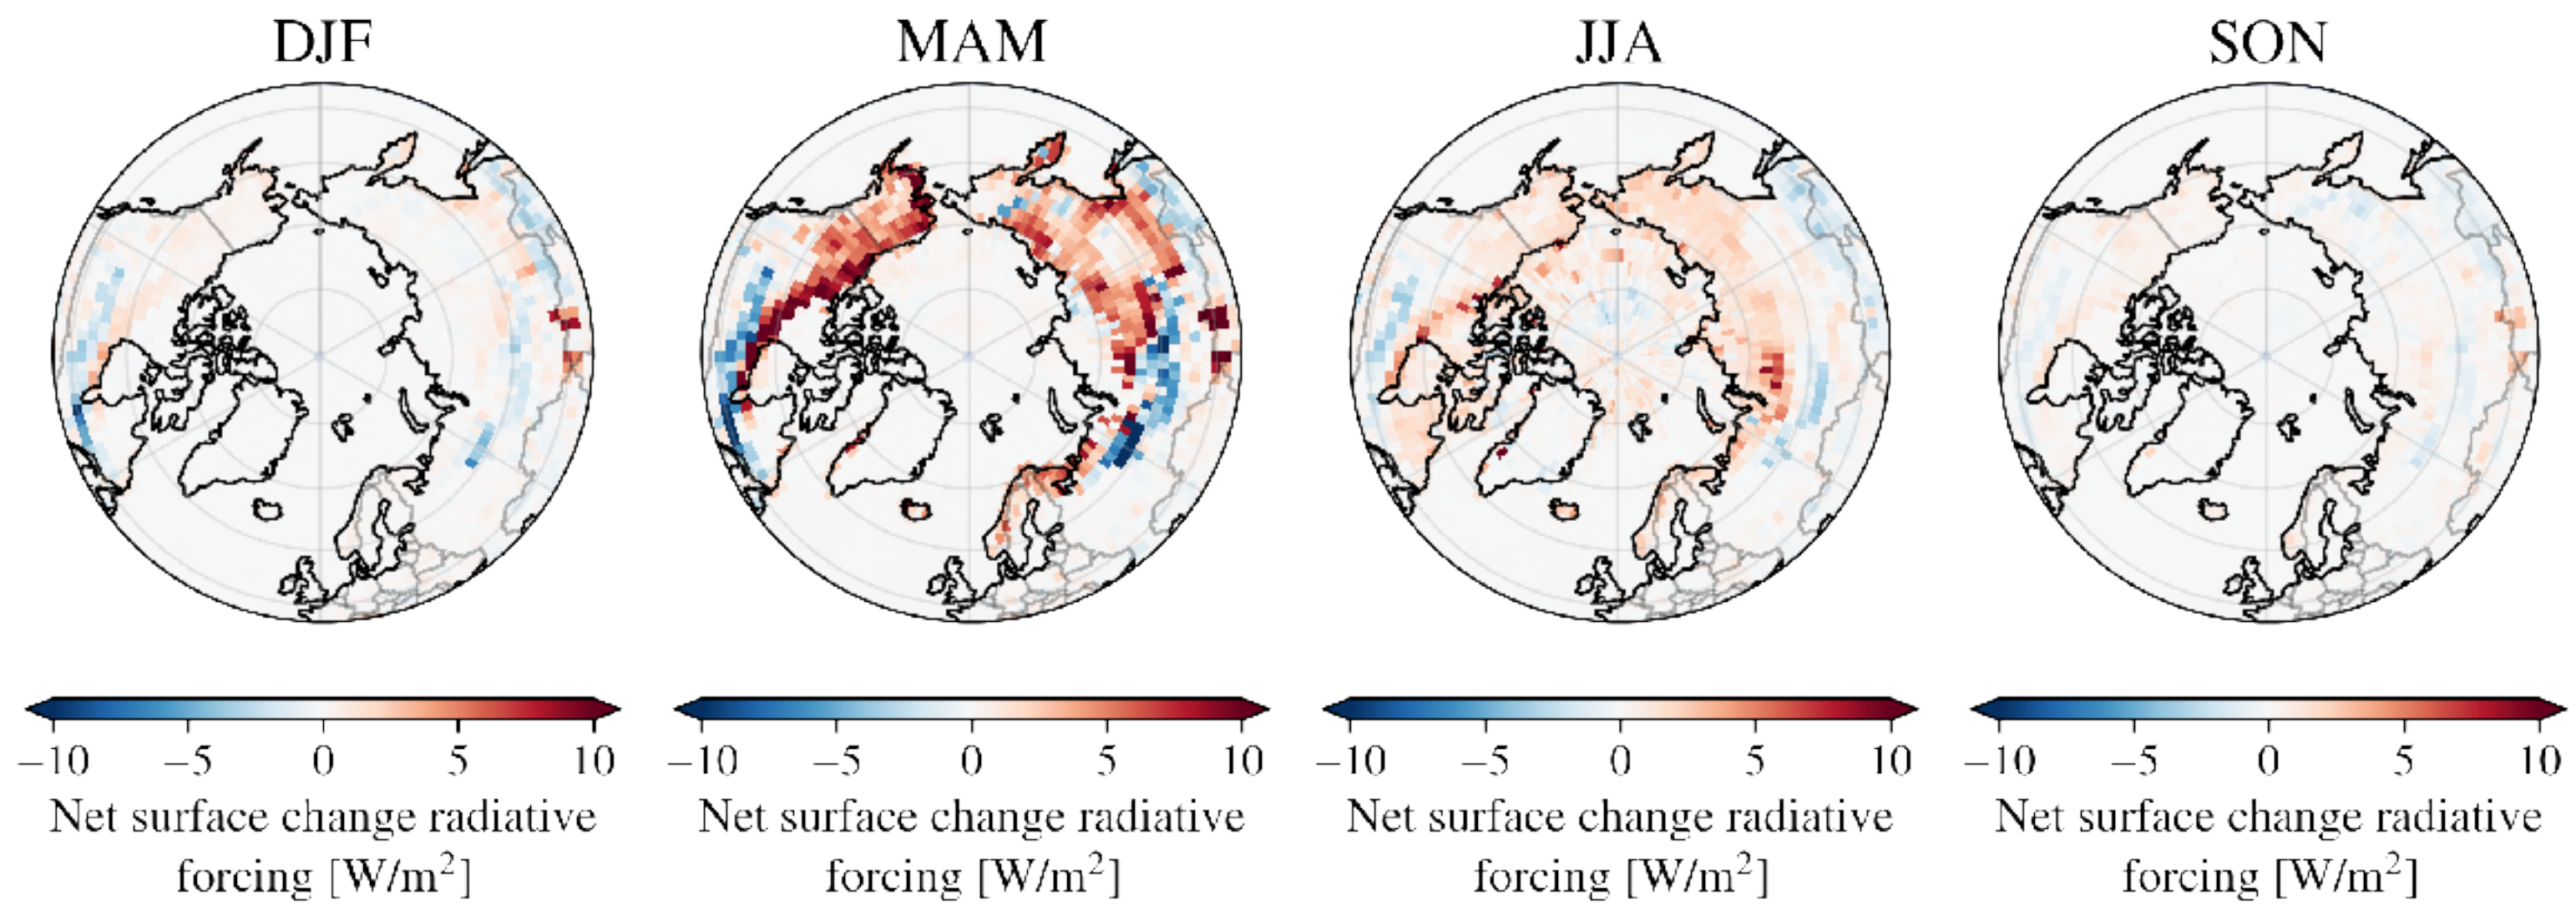 DJF MAM JJA SON
−10 −5 0 5 10 −10 −5 0 5 10 −10 −5 0 5 10 −10 −5 0 5 10
Net surface change radiative Net surface change radiative Net surface change radiative Net surface change radiative
forcing [W/m²] forcing [W/m²] forcing [W/m²] forcing [W/m²]